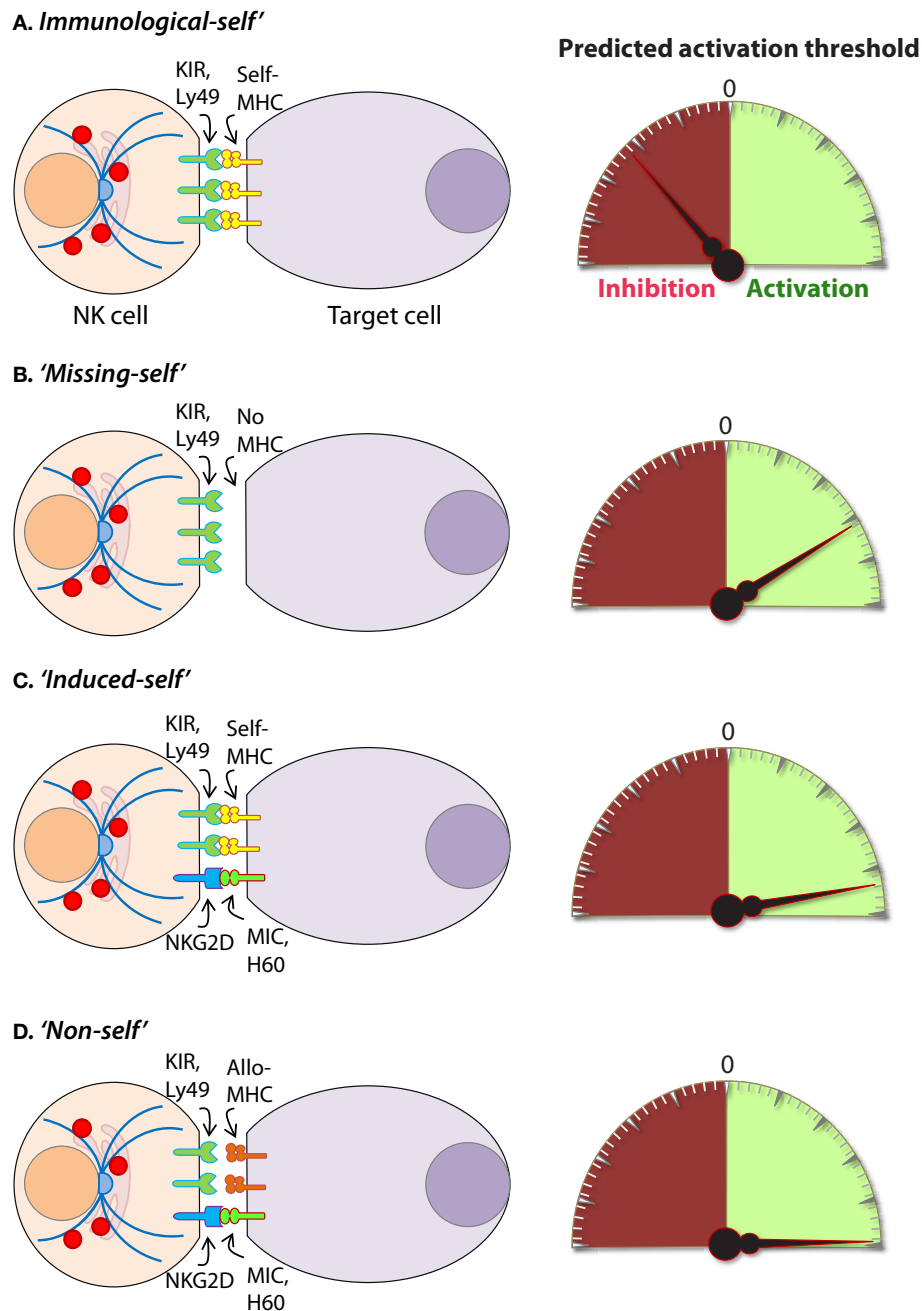 A. Immunological-self’
Predicted activation threshold
KIR,
Ly49
Self-
MHC
0
Inhibition
Activation
NK cell
Target cell
B. ‘Missing-self’
KIR,
Ly49
No
MHC
0
C. ‘Induced-self’
KIR,
Ly49
Self-
MHC
0
NKG2D
MIC,
H60
D. ‘Non-self’
KIR,
Ly49
Allo-
MHC
0
NKG2D
MIC,
H60